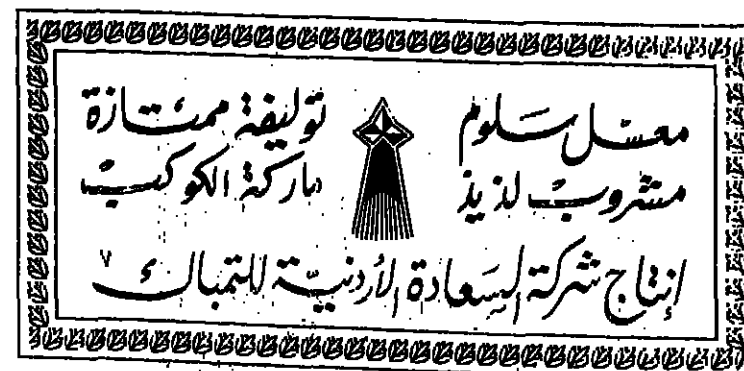 معسل سلوم توليفة ممتازة
مشروب لذيذ ماركة الكوكب
إنتاج شركة السعادة الأردنية للتمباك